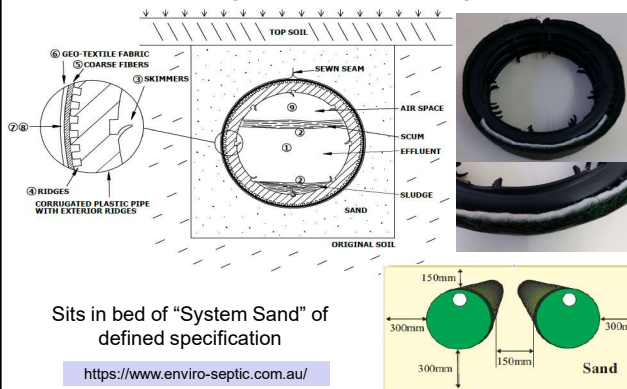 TOP SOIL
⑥ GEO-TEXTILE FABRIC
⑤ COARSE FIBERS
③ SKIMMERS
⑦⑧
④ RIDGES
CORRUGATED PLASTIC PIPE
WITH EXTERIOR RIDGES
SEWN SEAM
⑨
AIR SPACE
②
SCUM
①
EFFLUENT
②
SLUDGE
SAND
ORIGINAL SOIL
Sits in bed of “System Sand” of
defined specification
https://www.enviro-septic.com.au/
150mm
300mm
300m
150mm
300mm
Sand